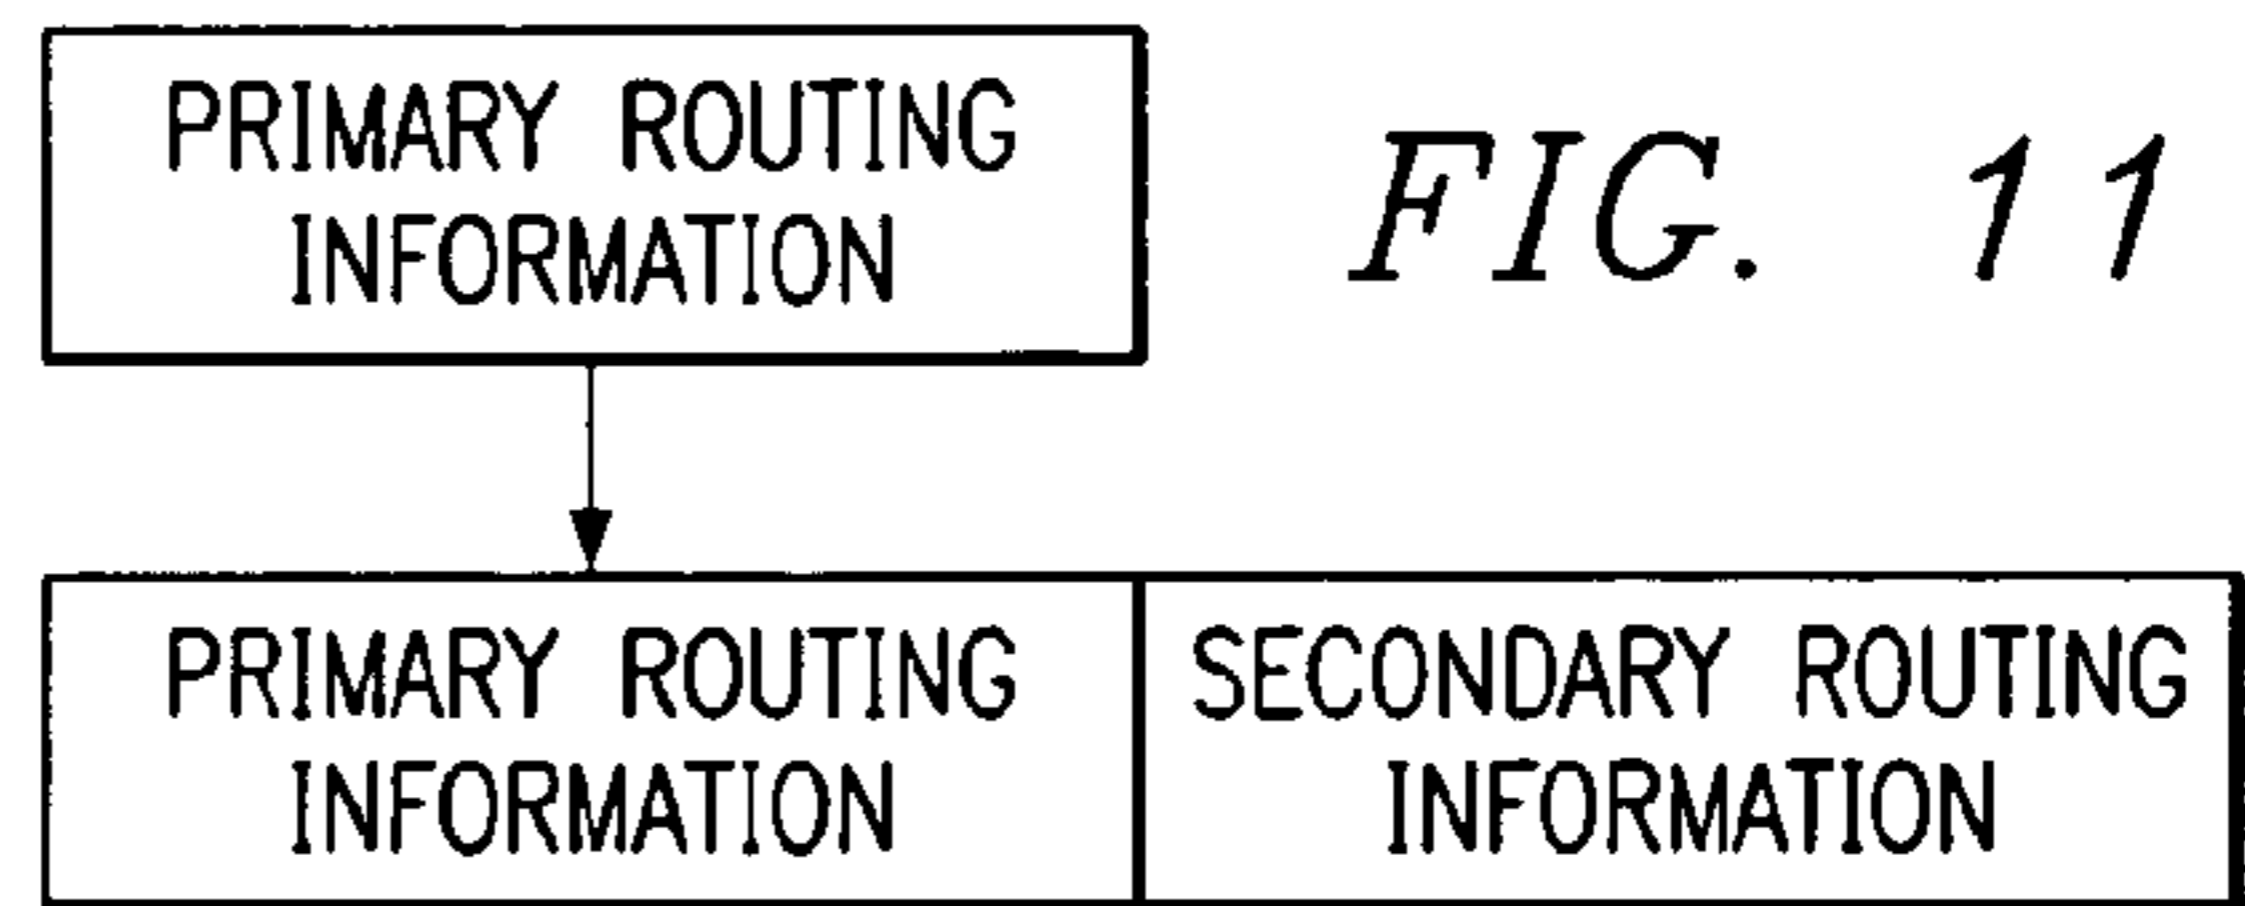 PRIMARY ROUTING
INFORMATION
FIG. 11
PRIMARY ROUTING
INFORMATION
SECONDARY ROUTING
INFORMATION